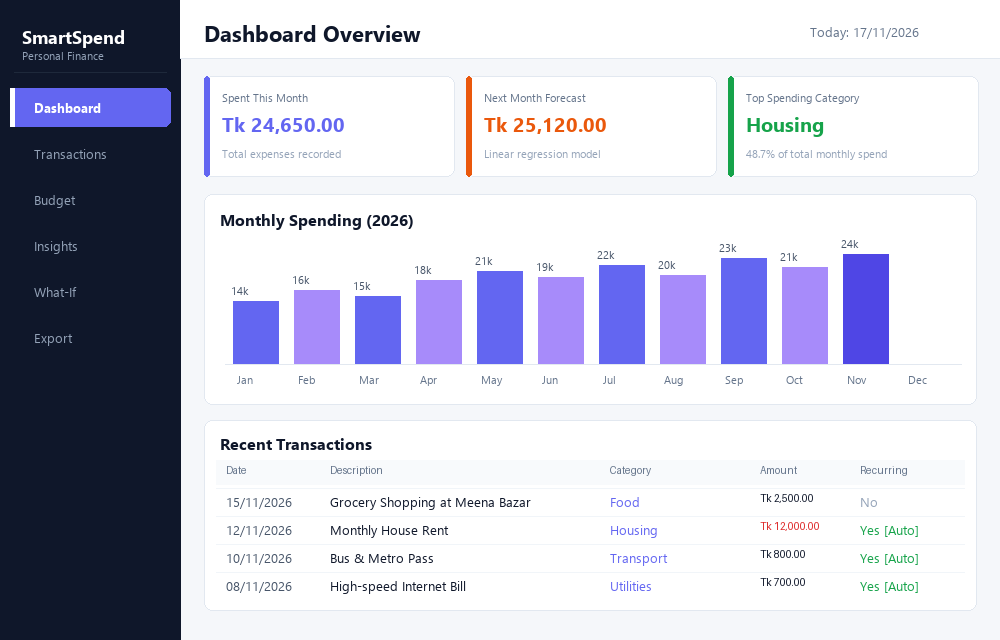 SmartSpend
Personal Finance
Dashboard
Transactions
Budget
Insights
What-If
Export
Dashboard Overview
Today: 17/11/2026
Spent This Month
Tk 24,650.00
Total expenses recorded
Next Month Forecast
Tk 25,120.00
Linear regression model
Top Spending Category
Housing
48.7% of total monthly spend
Monthly Spending (2026)
14k 16k 15k 18k 21k 19k 22k 20k 23k 21k 24k
Jan Feb Mar Apr May Jun Jul Aug Sep Oct Nov Dec
Recent Transactions
Date Description Category Amount Recurring
15/11/2026 Grocery Shopping at Meena Bazar Food Tk 2,500.00 No
12/11/2026 Monthly House Rent Housing Tk 12,000.00 Yes [Auto]
10/11/2026 Bus & Metro Pass Transport Tk 800.00 Yes [Auto]
08/11/2026 High-speed Internet Bill Utilities Tk 700.00 Yes [Auto]